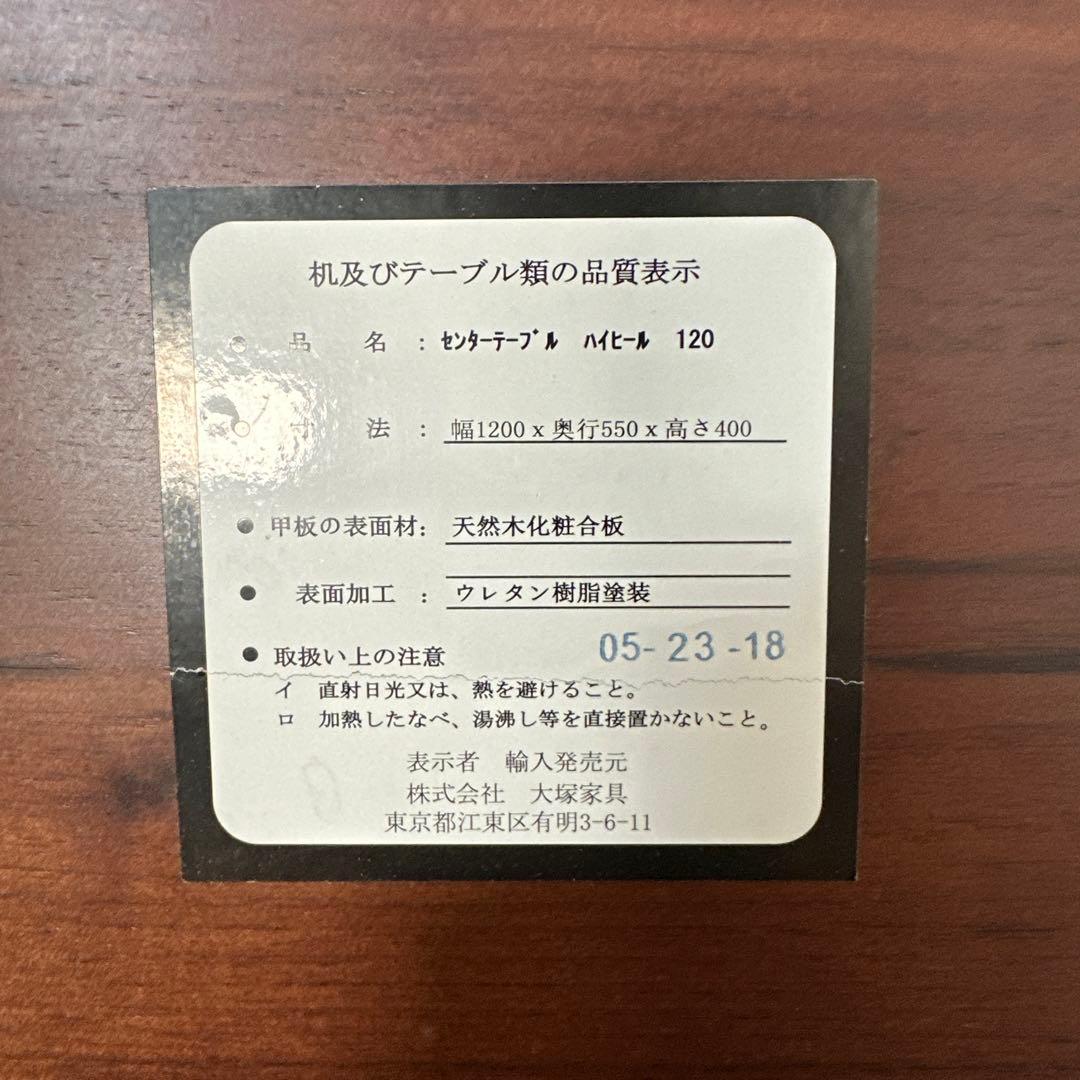 机及びテーブル類の品質表示
品 名 : ｾﾝﾀｰﾃｰﾌﾞﾙ ﾊｲﾋｰﾙ 120
寸 法 : 幅1200x奥行550x高さ400
甲板の表面材: 天然木化粧合板
表面加工 : ウレタン樹脂塗装
取扱い上の注意 05-23-18
イ 直射日光又は、熱を避けること。
ロ 加熱したなべ、湯沸し等を直接置かないこと。
表示者 輸入発売元
株式会社 大塚家具
東京都江東区有明3-6-11